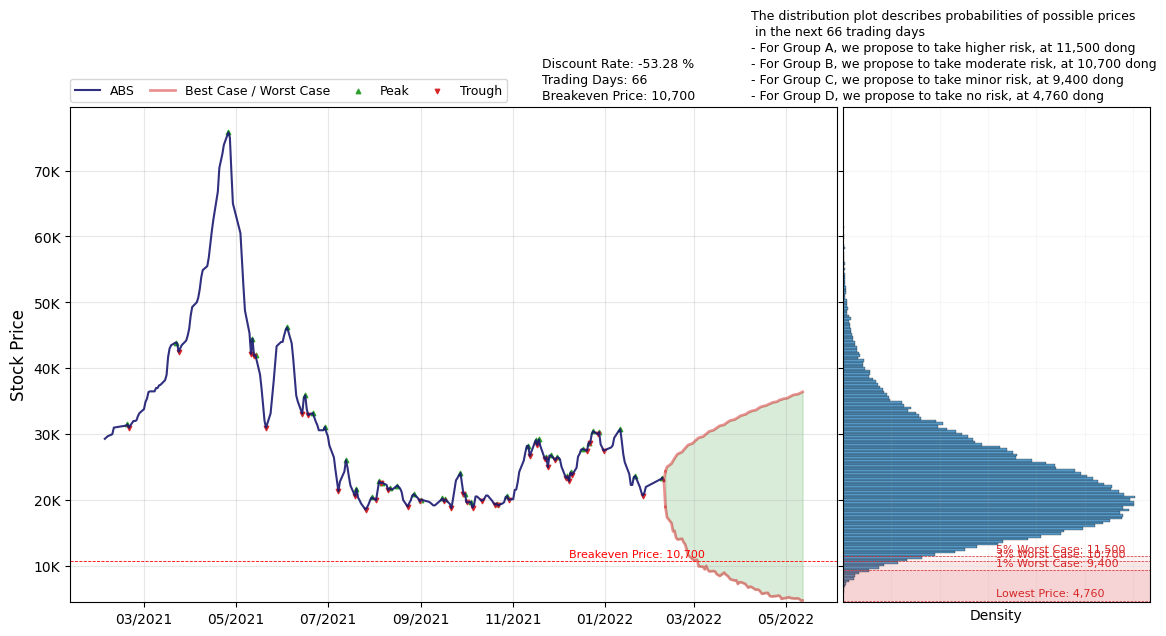 The distribution plot describes probabilities of possible prices
in the next 66 trading days
- For Group A, we propose to take higher risk, at 11,500 dong
- For Group B, we propose to take moderate risk, at 10,700 dong
- For Group C, we propose to take minor risk, at 9,400 dong
- For Group D, we propose to take no risk, at 4,760 dong
Discount Rate: -53.28 %
Trading Days: 66
Breakeven Price: 10,700
ABS Best Case / Worst Case Peak Trough
Stock Price
70K
60K
50K
40K
30K
20K
10K
Breakeven Price: 10,700
5% Worst Case: 11,500
3% Worst Case: 10,700
1% Worst Case: 9,400
Lowest Price: 4,760
03/2021 05/2021 07/2021 09/2021 11/2021 01/2022 03/2022 05/2022
Density